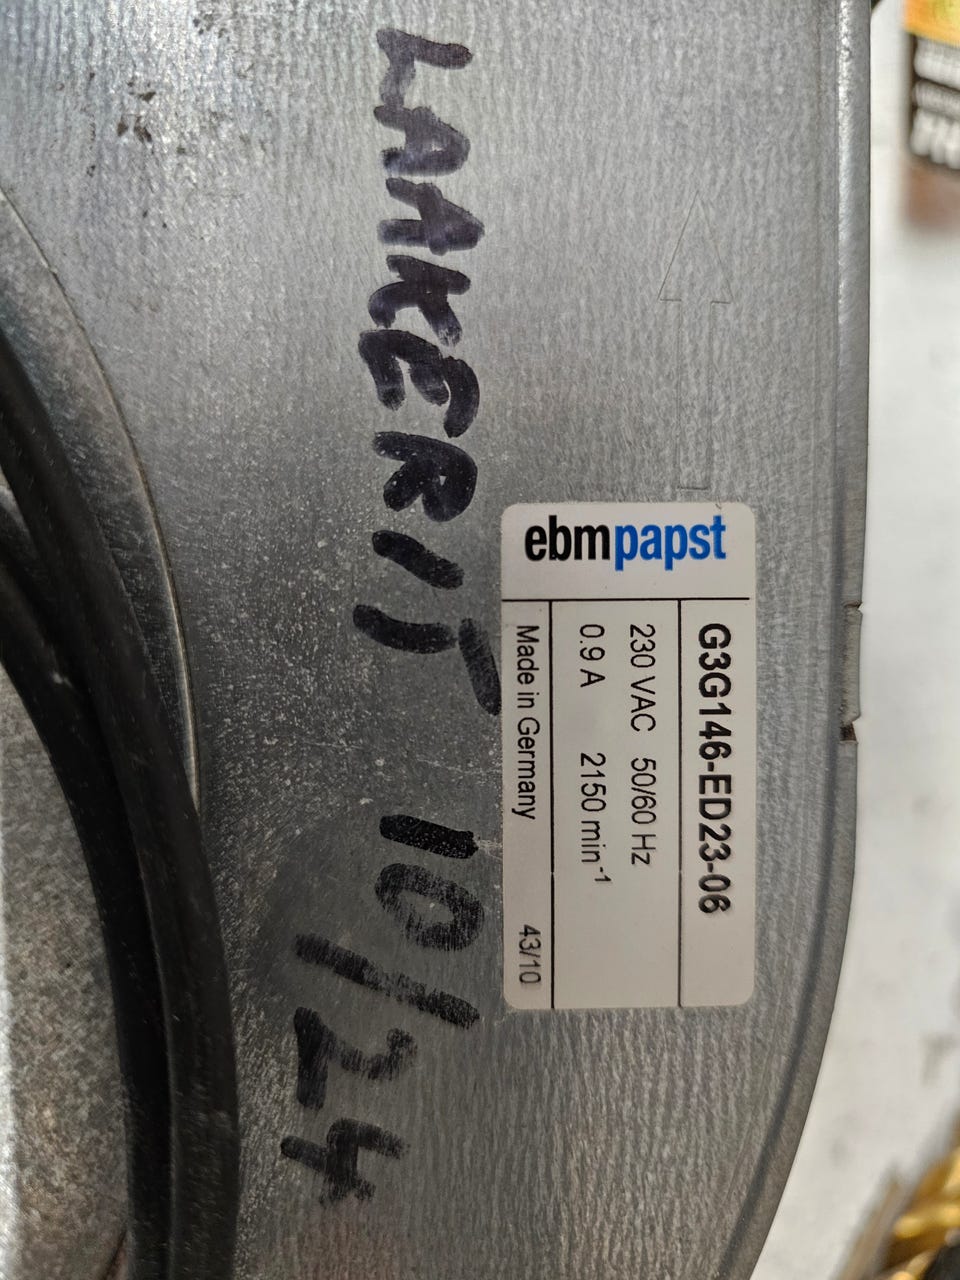 ebmpapst
G3G146-ED23-06
230 VAC 50/60 Hz
0.9 A 2150 min⁻¹
Made in Germany 43/10
LAAKERIT 10/24